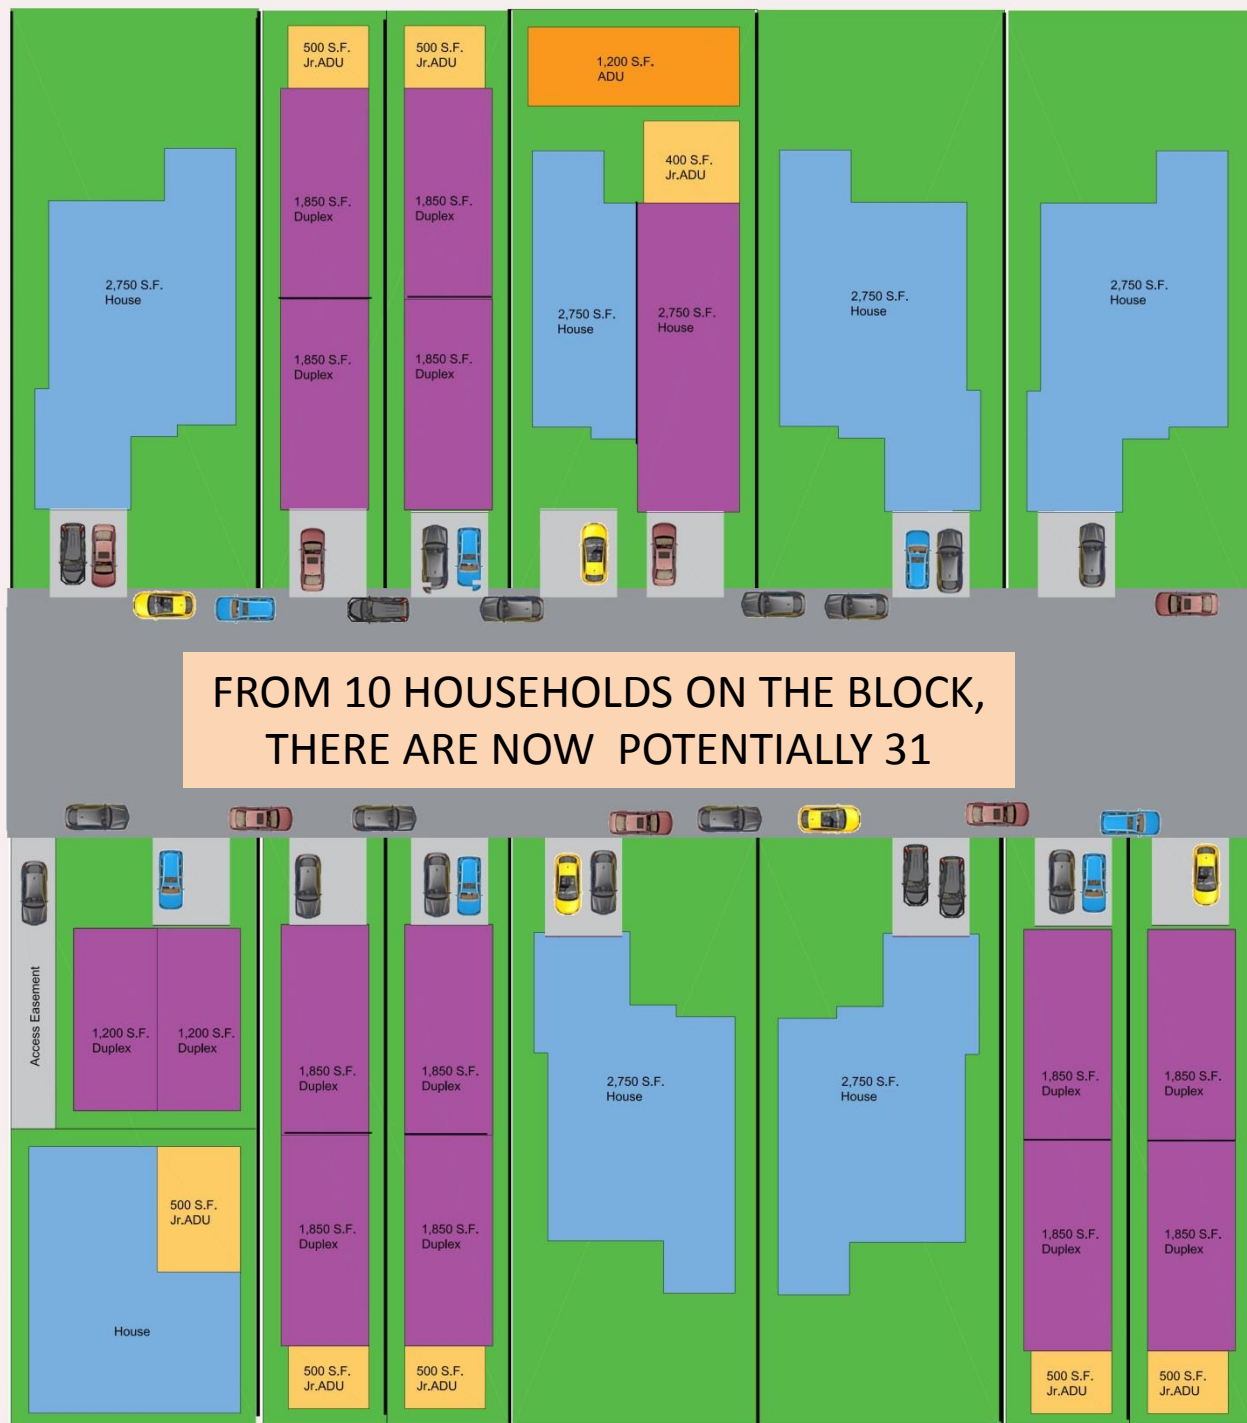 500 S.F.
Jr.ADU
500 S.F.
Jr.ADU
1,200 S.F.
ADU
400 S.F.
Jr.ADU
1,850 S.F.
Duplex
1,850 S.F.
Duplex
2,750 S.F.
House
2,750 S.F.
House
2,750 S.F.
House
2,750 S.F.
House
2,750 S.F.
House
1,850 S.F.
Duplex
1,850 S.F.
Duplex
FROM 10 HOUSEHOLDS ON THE BLOCK,
THERE ARE NOW POTENTIALLY 31
Access Easement
1,200 S.F.
Duplex
1,200 S.F.
Duplex
1,850 S.F.
Duplex
1,850 S.F.
Duplex
2,750 S.F.
House
2,750 S.F.
House
1,850 S.F.
Duplex
1,850 S.F.
Duplex
500 S.F.
Jr.ADU
1,850 S.F.
Duplex
1,850 S.F.
Duplex
1,850 S.F.
Duplex
1,850 S.F.
Duplex
House
500 S.F.
Jr.ADU
500 S.F.
Jr.ADU
500 S.F.
Jr.ADU
500 S.F.
Jr.ADU